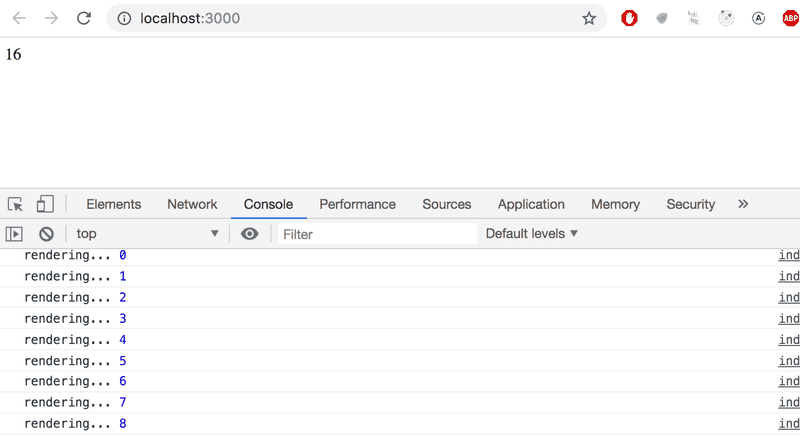 localhost:3000
ABP
16
Elements Network Console Performance Sources Application Memory Security »
top ▼ Filter Default levels ▼
rendering... 0 ind
rendering... 1 ind
rendering... 2 ind
rendering... 3 ind
rendering... 4 ind
rendering... 5 ind
rendering... 6 ind
rendering... 7 ind
rendering... 8 ind